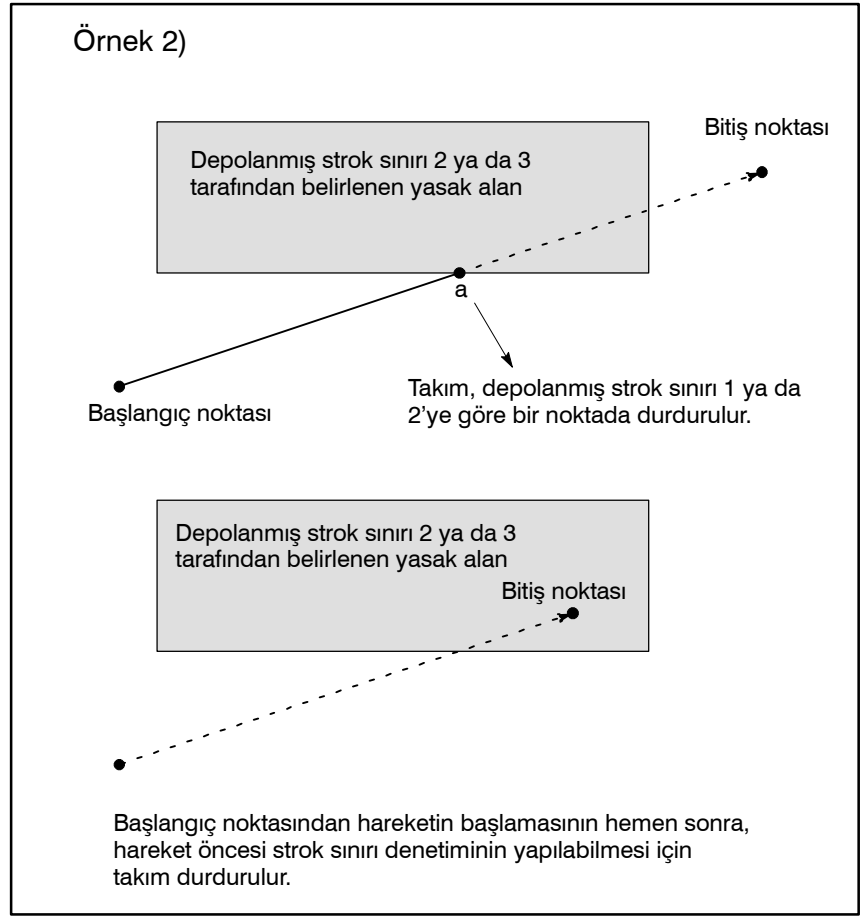 Örnek 2)
Bitiş noktası
Depolanmış strok sınırı 2 ya da 3
tarafından belirlenen yasak alan
a
Takım, depolanmış strok sınırı 1 ya da
2'ye göre bir noktada durdurulur.
Başlangıç noktası
Depolanmış strok sınırı 2 ya da 3
tarafından belirlenen yasak alan
Bitiş noktası
Başlangıç noktasından hareketin başlamasının hemen sonra,
hareket öncesi strok sınırı denetiminin yapılabilmesi için
takım durdurulur.